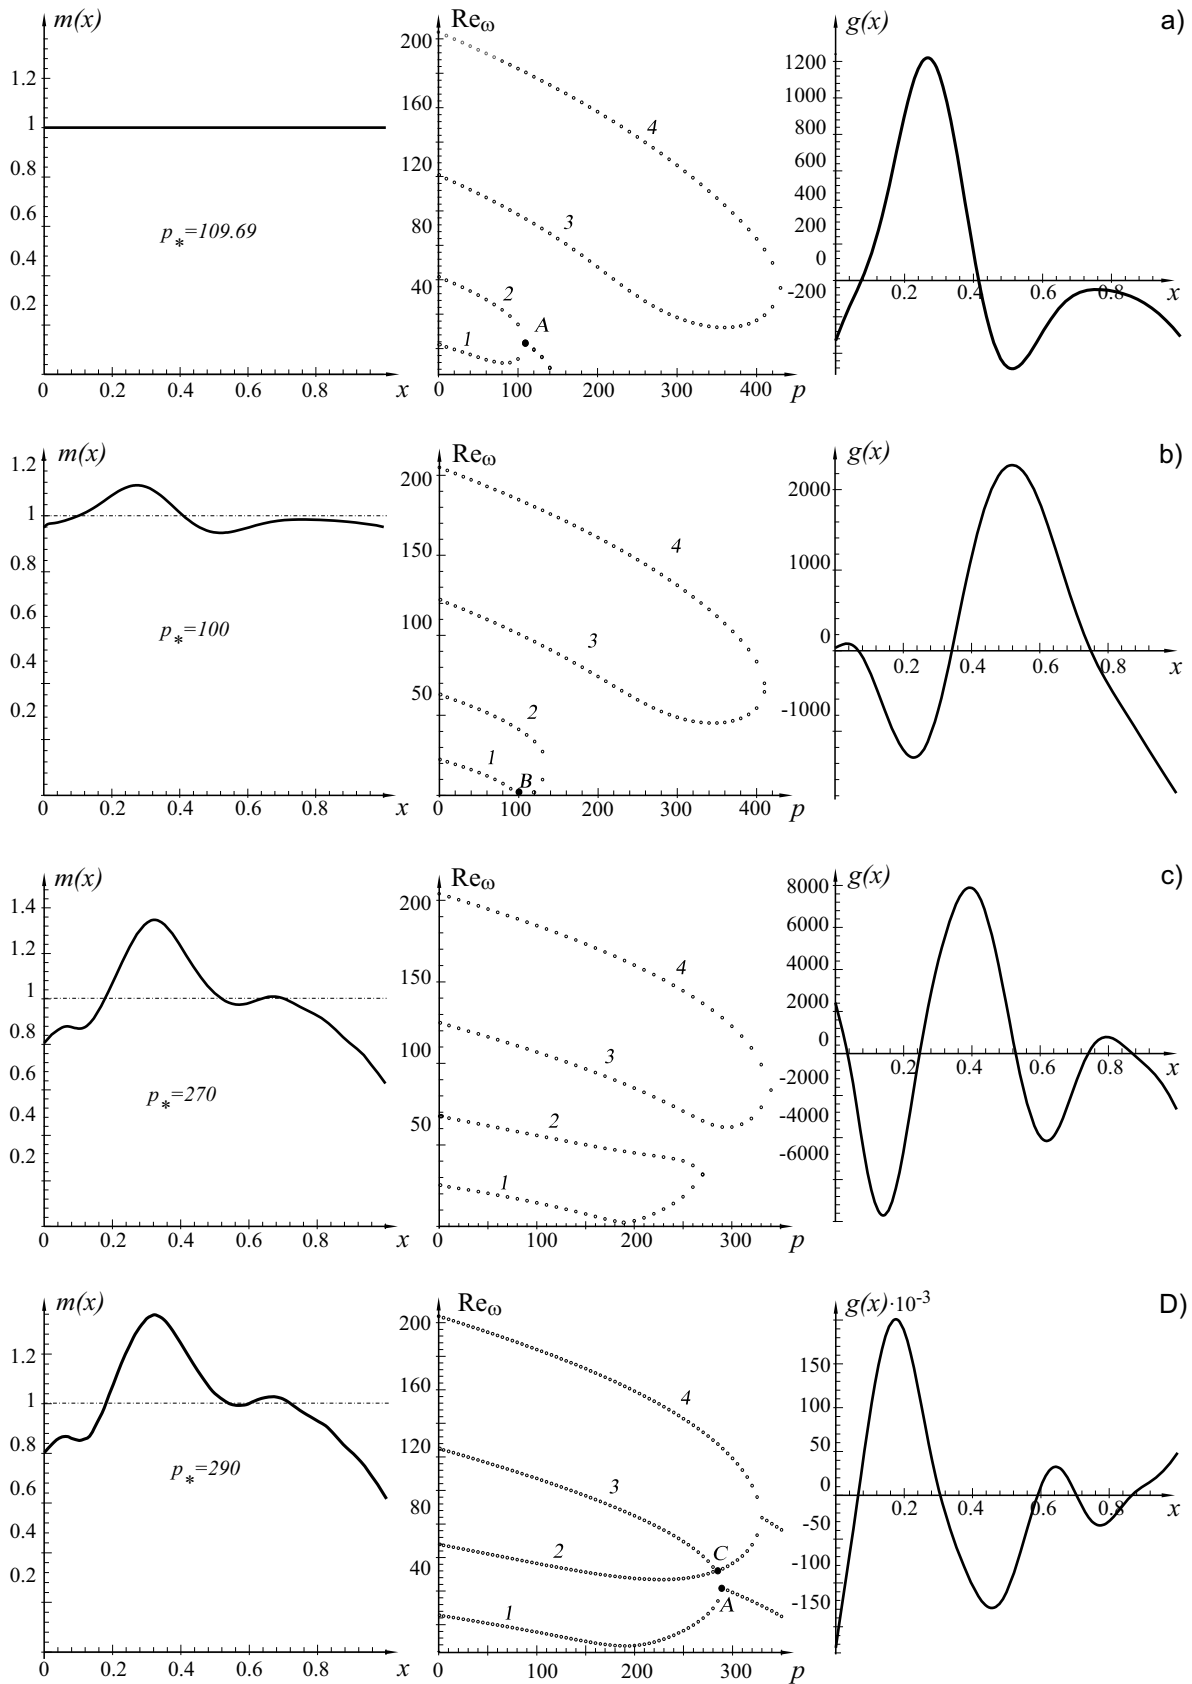 m(x)
1.2
1
0.8
0.6
0.4
0.2
p*=109.69
0 0.2 0.4 0.6 0.8 x
Reω
200
160
120
80
40
4
3
2
A
1
0 100 200 300 400 p
g(x)
a)
1200
1000
800
600
400
200
0
-200
0.2 0.4 0.6 0.8 x
m(x)
1.2
1
0.8
0.6
0.4
0.2
p*=100
0 0.2 0.4 0.6 0.8 x
Reω
200
150
100
50
4
3
2
1
B
0 100 200 300 400 p
g(x)
b)
2000
1000
0
-1000
0.2 0.4 0.6 0.8 x
m(x)
1.4
1.2
1
0.8
0.6
0.4
0.2
p*=270
0 0.2 0.4 0.6 0.8 x
Reω
200
150
100
50
4
3
2
1
100 200 300 p
g(x)
c)
8000
6000
4000
2000
0
-2000
-4000
-6000
0.2 0.4 0.6 0.8 x
m(x)
1.2
1
0.8
0.6
0.4
0.2
p*=290
0 0.2 0.4 0.6 0.8 x
Reω
200
160
120
80
40
4
3
C
2
A
1
0 100 200 300 p
g(x)·10-3
D)
150
100
50
0
-50
-100
-150
0.2 0.4 0.6 0.8 x